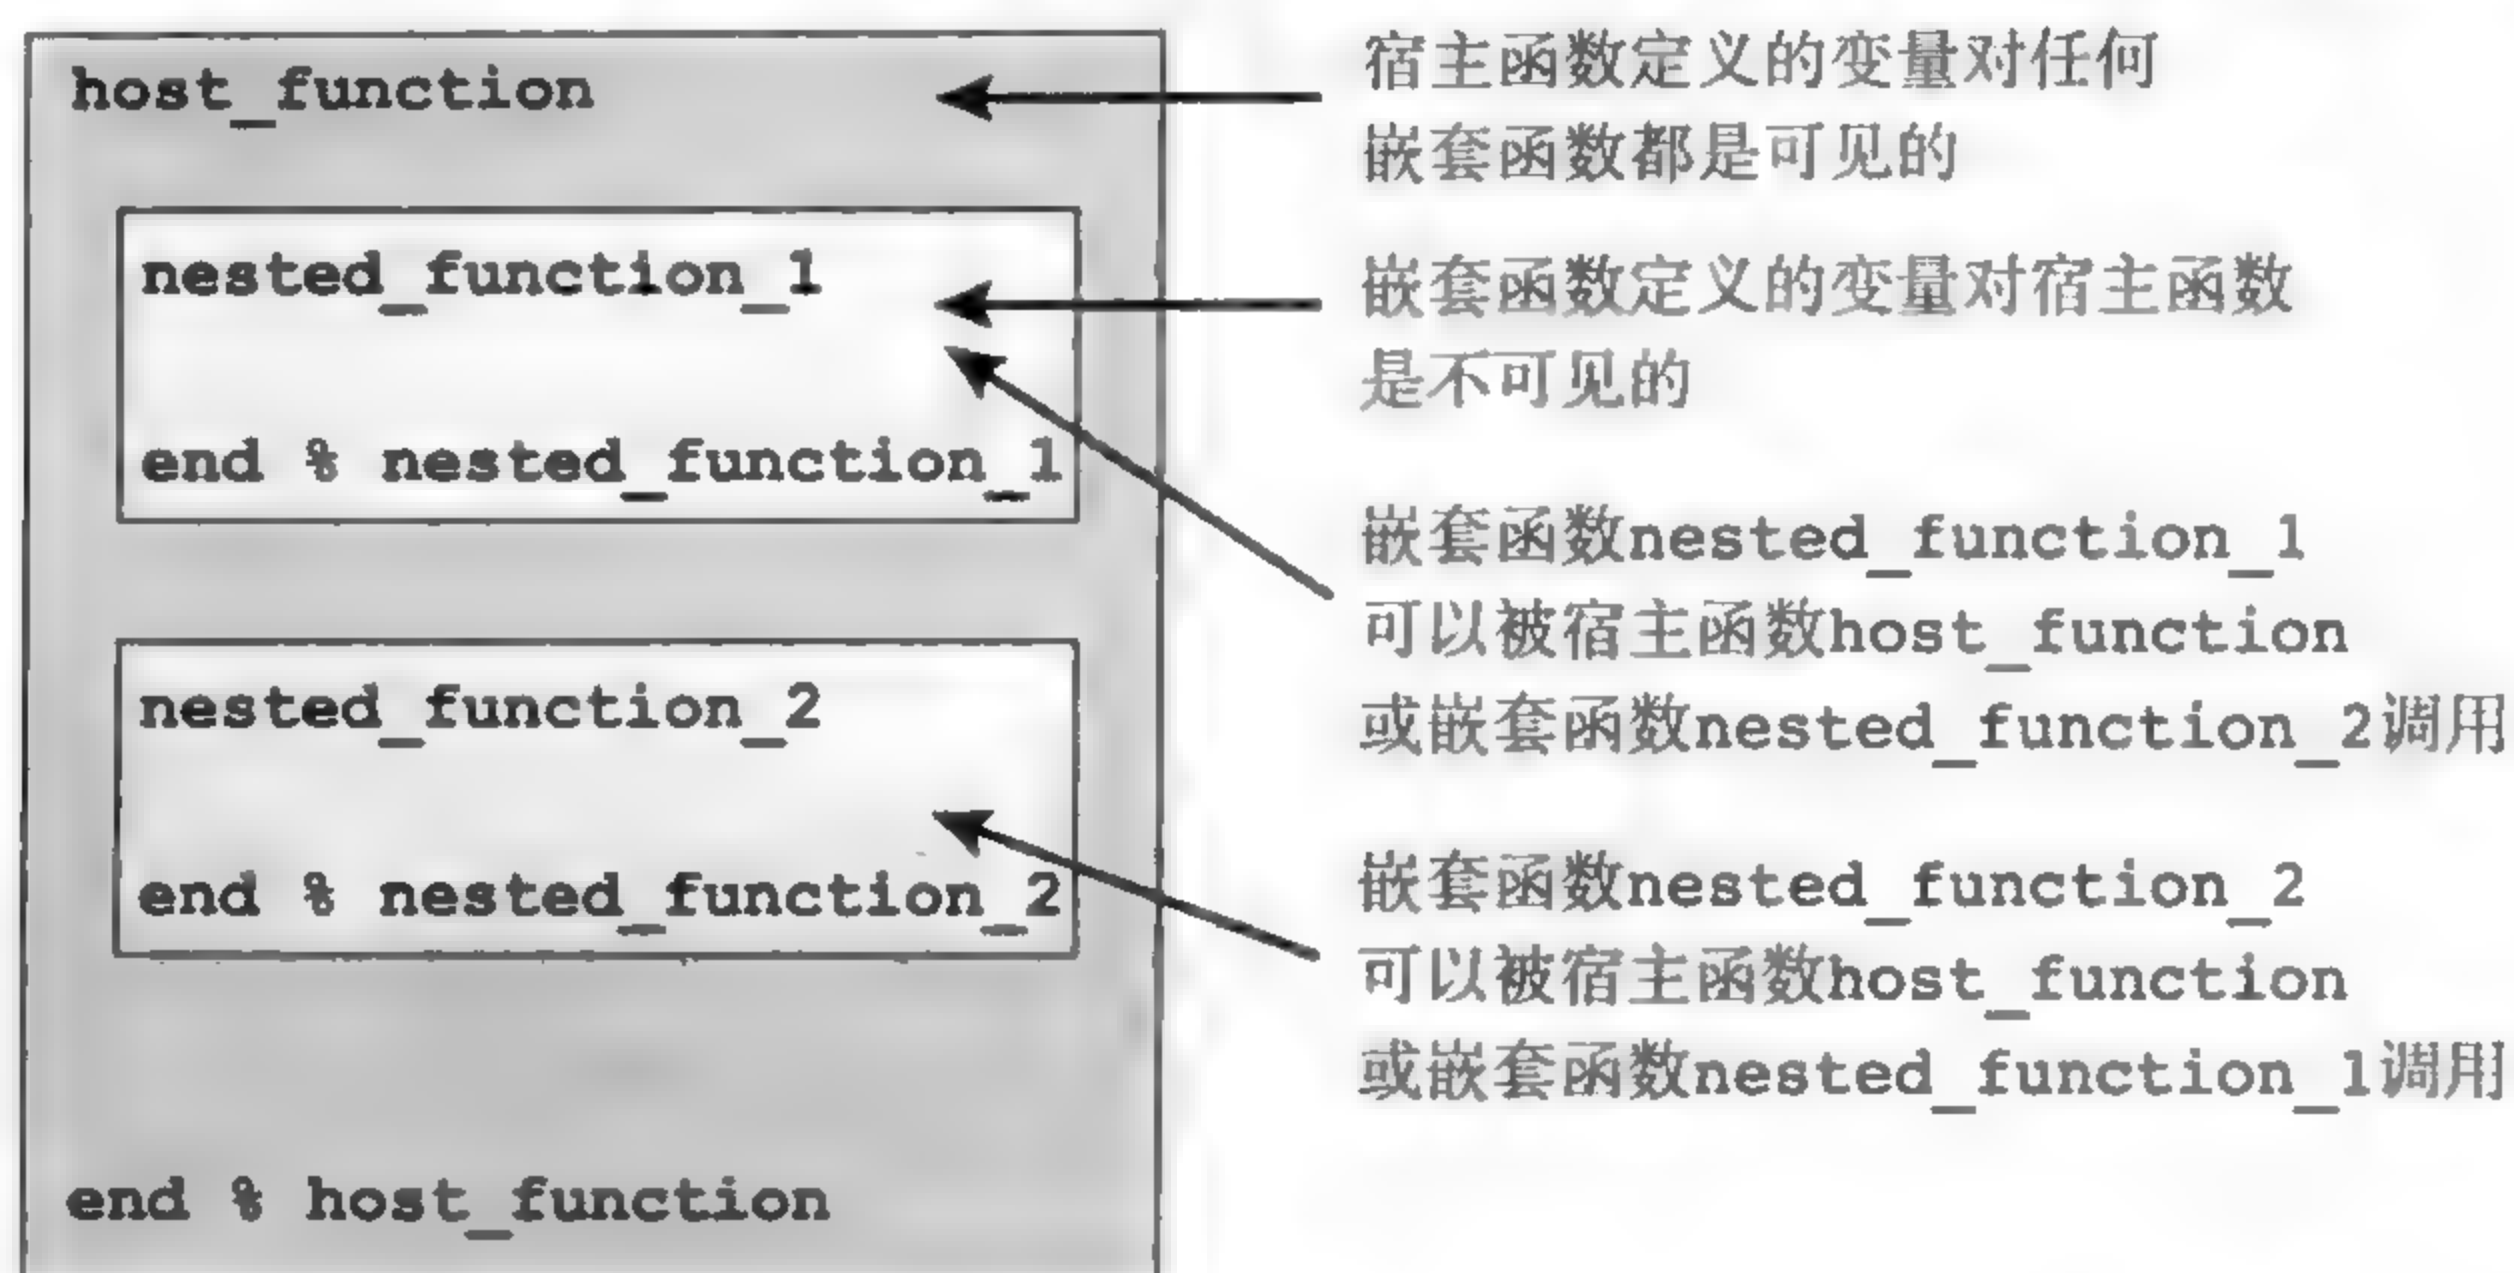 host_function
nested_function_1
end % nested_function_1
nested_function_2
end % nested_function_2
end % host_function
宿主函数定义的变量对任何
嵌套函数都是可见的
嵌套函数定义的变量对宿主函数
是不可见的
嵌套函数nested_function_1
可以被宿主函数host_function
或嵌套函数nested_function_2调用
嵌套函数nested_function_2
可以被宿主函数host_function
或嵌套函数nested_function_1调用